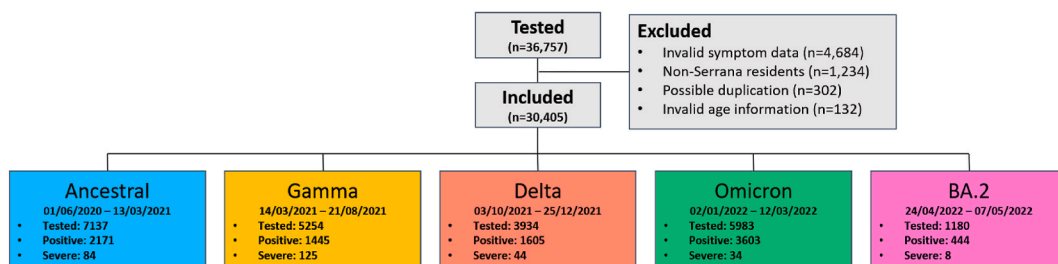 Tested
(n=36,757)
Excluded
• Invalid symptom data (n=4,684)
• Non-Serrana residents (n=1,234)
• Possible duplication (n=302)
• Invalid age information (n=132)
Included
(n=30,405)
Ancestral
01/06/2020 – 13/03/2021
• Tested: 7137
• Positive: 2171
• Severe: 84
Gamma
14/03/2021 – 21/08/2021
• Tested: 5254
• Positive: 1445
• Severe: 125
Delta
03/10/2021 – 25/12/2021
• Tested: 3934
• Positive: 1605
• Severe: 44
Omicron
02/01/2022 – 12/03/2022
• Tested: 5983
• Positive: 3603
• Severe: 34
BA.2
24/04/2022 – 07/05/2022
• Tested: 1180
• Positive: 444
• Severe: 8